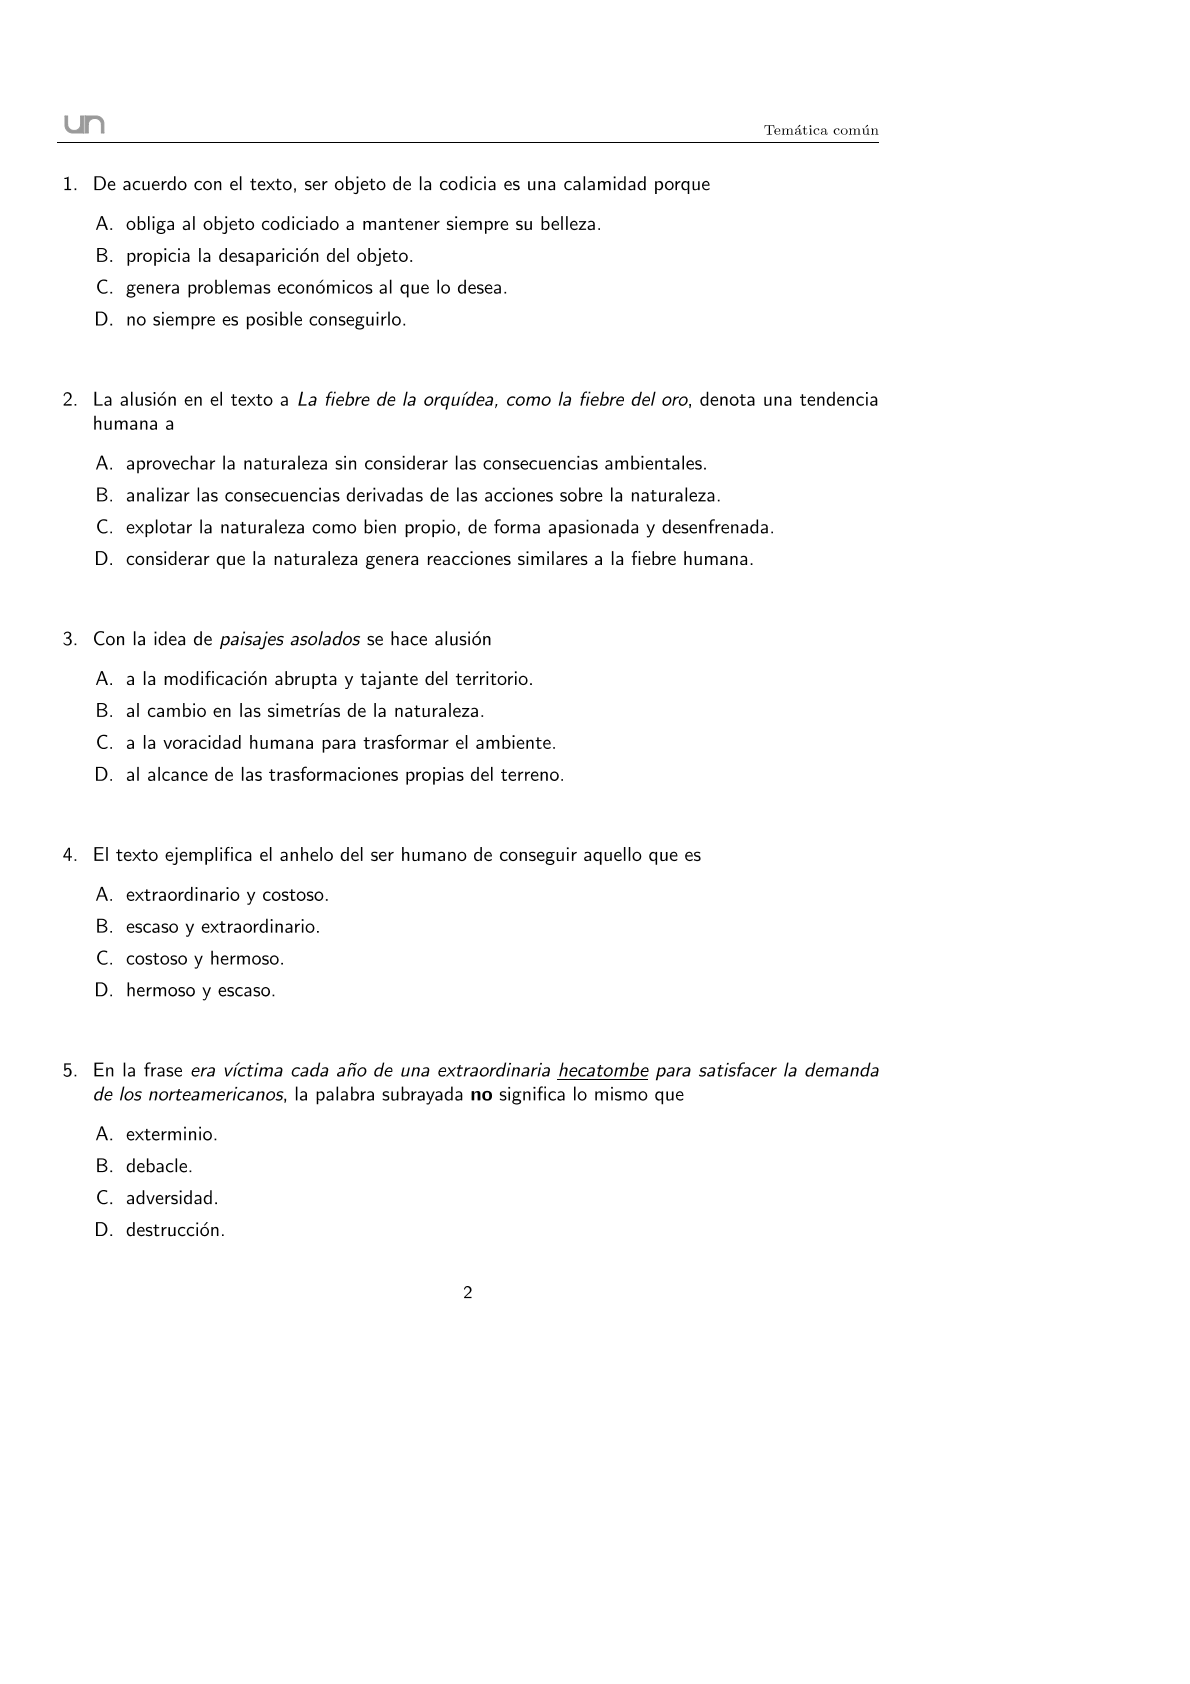 un
Temática común
1. De acuerdo con el texto, ser objeto de la codicia es una calamidad porque
A. obliga al objeto codiciado a mantener siempre su belleza.
B. propicia la desaparición del objeto.
C. genera problemas económicos al que lo desea.
D. no siempre es posible conseguirlo.
2. La alusión en el texto a La fiebre de la orquídea, como la fiebre del oro, denota una tendencia
humana a
A. aprovechar la naturaleza sin considerar las consecuencias ambientales.
B. analizar las consecuencias derivadas de las acciones sobre la naturaleza.
C. explotar la naturaleza como bien propio, de forma apasionada y desenfrenada.
D. considerar que la naturaleza genera reacciones similares a la fiebre humana.
3. Con la idea de paisajes asolados se hace alusión
A. a la modificación abrupta y tajante del territorio.
B. al cambio en las simetrías de la naturaleza.
C. a la voracidad humana para trasformar el ambiente.
D. al alcance de las trasformaciones propias del terreno.
4. El texto ejemplifica el anhelo del ser humano de conseguir aquello que es
A. extraordinario y costoso.
B. escaso y extraordinario.
C. costoso y hermoso.
D. hermoso y escaso.
5. En la frase era víctima cada año de una extraordinaria hecatombe para satisfacer la demanda
de los norteamericanos, la palabra subrayada no significa lo mismo que
A. exterminio.
B. debacle.
C. adversidad.
D. destrucción.
2